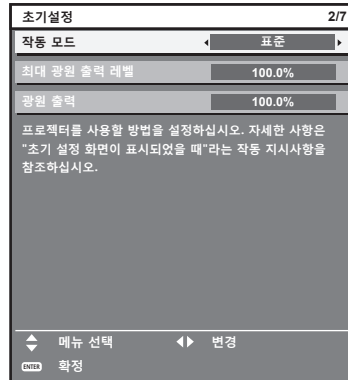 초기설정 2/7
작동 모드 표준
최대 광원 출력 레벨 100.0%
광원 출력 100.0%
프로젝터를 사용할 방법을 설정하십시오. 자세한 사항은
"초기 설정 화면이 표시되었을 때"라는 작동 지시사항을
참조하십시오.
메뉴 선택 변경
ENTER 확정